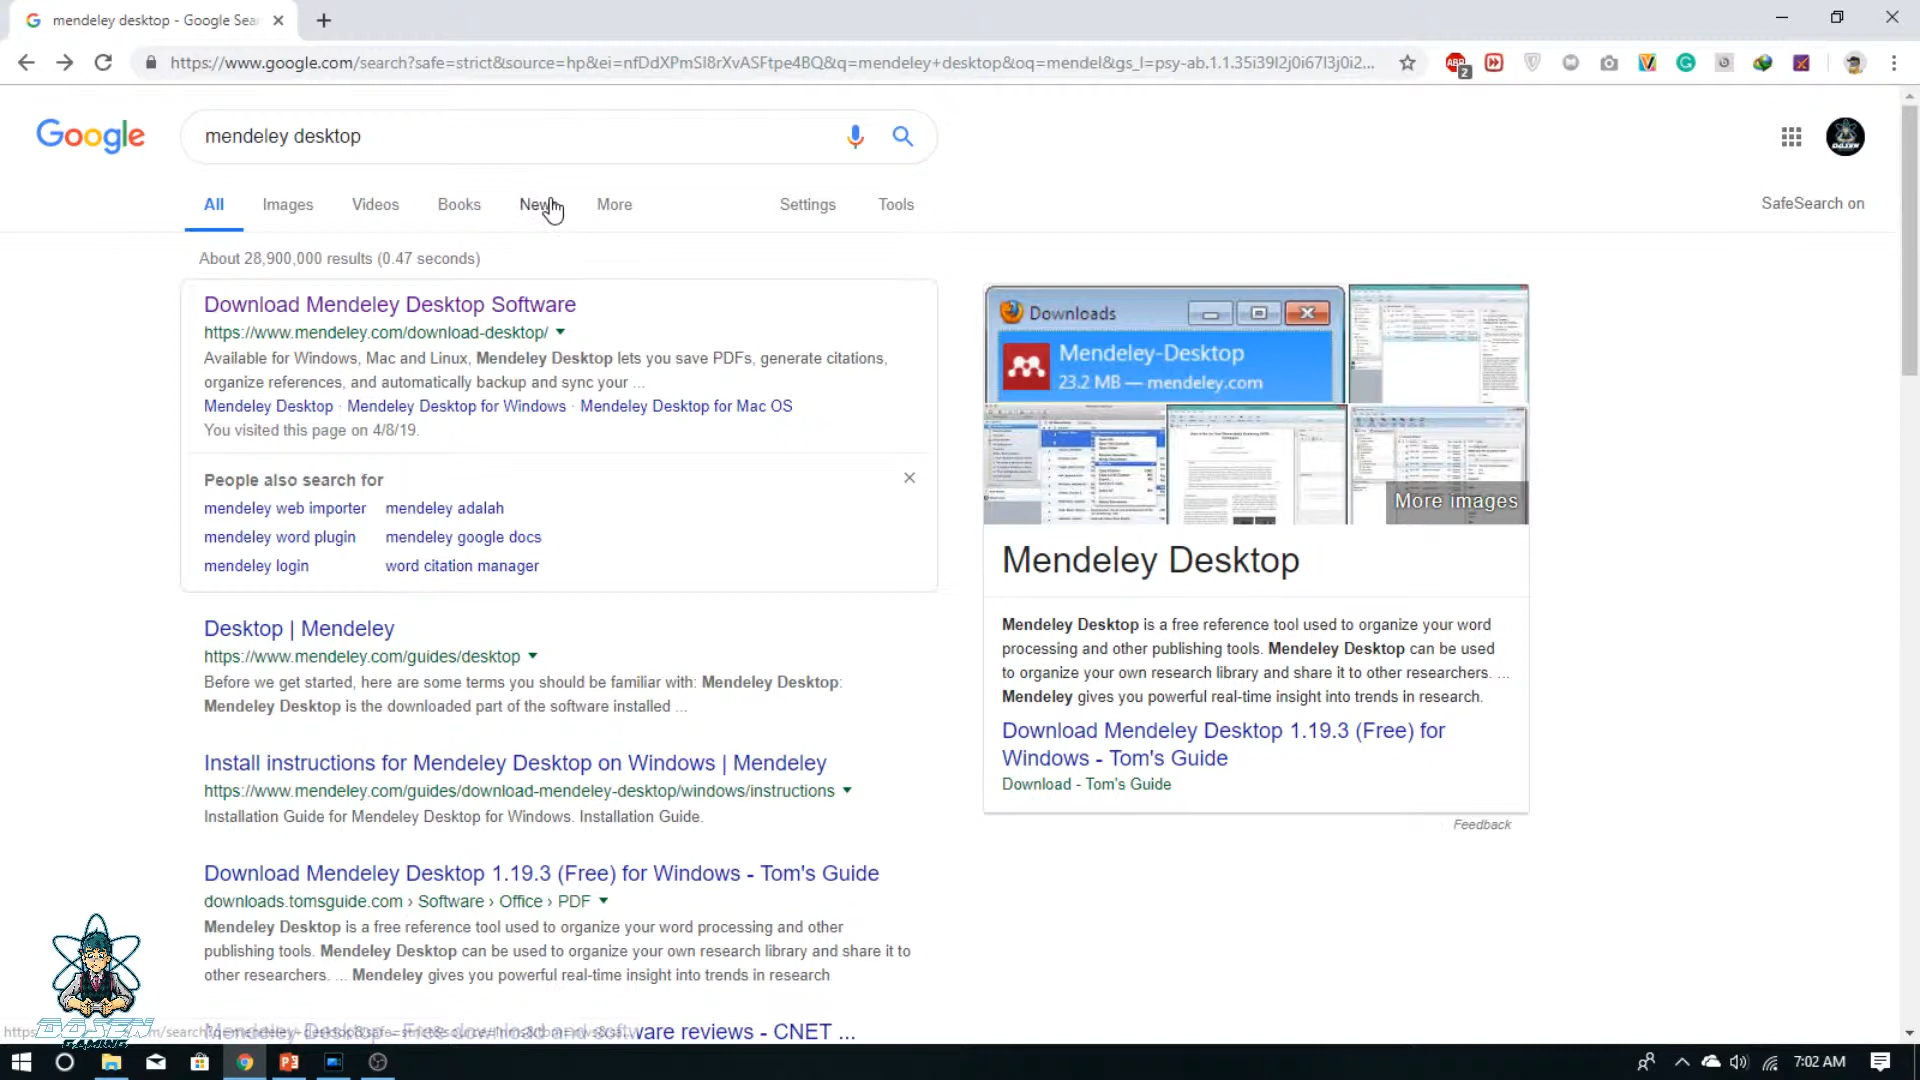 mendeley desktop - Google Sea
https://www.google.com/search?safe=strict&source=hp&ei=nfDdXPmSI8rXvASFtpe4BQ&q=mendeley+desktop&oq=mendel&gs_l=psy-ab.1.1.35i39l2j0i67l3j0i2...
ABP
2
Google
mendeley desktop
All
Images
Videos
Books
News
More
Settings
Tools
SafeSearch on
About 28,900,000 results (0.47 seconds)
Download Mendeley Desktop Software
https://www.mendeley.com/download-desktop/
Available for Windows, Mac and Linux, Mendeley Desktop lets you save PDFs, generate citations,
organize references, and automatically backup and sync your ...
Mendeley Desktop · Mendeley Desktop for Windows · Mendeley Desktop for Mac OS
You visited this page on 4/8/19.
People also search for
mendeley web importer
mendeley adalah
mendeley word plugin
mendeley google docs
mendeley login
word citation manager
Desktop | Mendeley
https://www.mendeley.com/guides/desktop
Before we get started, here are some terms you should be familiar with: Mendeley Desktop:
Mendeley Desktop is the downloaded part of the software installed ...
Install instructions for Mendeley Desktop on Windows | Mendeley
https://www.mendeley.com/guides/download-mendeley-desktop/windows/instructions
Installation Guide for Mendeley Desktop for Windows. Installation Guide.
Download Mendeley Desktop 1.19.3 (Free) for Windows - Tom's Guide
downloads.tomsguide.com › Software › Office › PDF
Mendeley Desktop is a free reference tool used to organize your word processing and other
publishing tools. Mendeley Desktop can be used to organize your own research library and share it to
other researchers. ... Mendeley gives you powerful real-time insight into trends in research
Mendeley Desktop - Free download and software reviews - CNET ...
Downloads
Mendeley-Desktop
23.2 MB — mendeley.com
More images
Mendeley Desktop
Mendeley Desktop is a free reference tool used to organize your word
processing and other publishing tools. Mendeley Desktop can be used
to organize your own research library and share it to other researchers. ...
Mendeley gives you powerful real-time insight into trends in research.
Download Mendeley Desktop 1.19.3 (Free) for
Windows - Tom's Guide
Download - Tom's Guide
Feedback
DOSEN
GAMING
7:02 AM